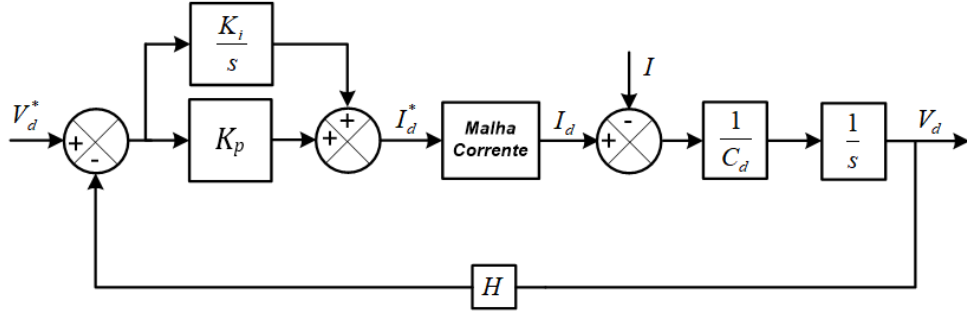 K_i
s
I
V_d^*
+
-
K_p
+
+
I_d^*
Malha
Corrente
I_d
+
-
1
C_d
1
s
V_d
H